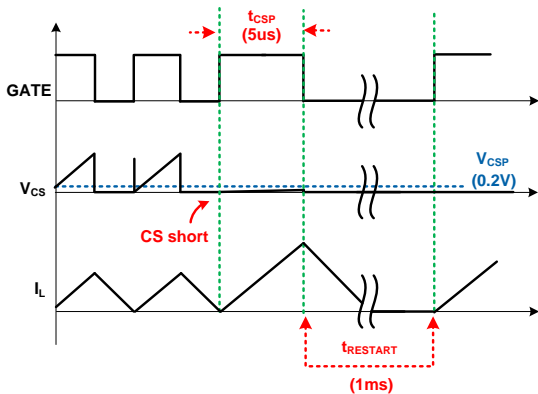 tCSP
(5us)
GATE
VCSP
(0.2V)
VCS
CS short
IL
tRESTART
(1ms)